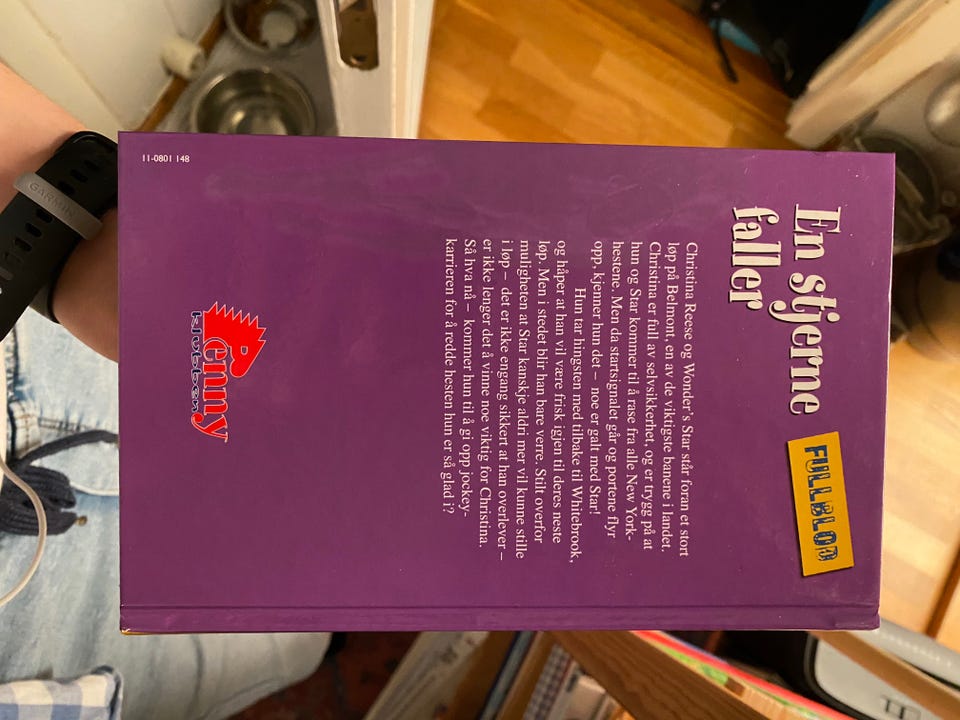 En stjerne
faller
FULLBLOD
Christina Reese og Wonder's Star står foran et stort
løp på Belmont, en av de viktigste banene i landet.
Christina er full av selvsikkerhet, og er trygg på at
hun og Star kommer til å rase fra alle New York-
hestene. Men da startsignalet går og portene flyr
opp, kjenner hun det – noe er galt med Star!
Hun tar hingsten med tilbake til Whitebrook,
og håper at han vil være frisk igjen til deres neste
løp. Men i stedet blir han bare verre. Stilt overfor
muligheten at Star kanskje aldri mer vil kunne stille
i løp – det er ikke engang sikkert at han overlever –
er ikke lenger det å vinne noe viktig for Christina.
Så hva nå – kommer hun til å gi opp jockey-
karrieren for å redde hesten hun er så glad i?
Penny
klubben
11-0801 148
GARMIN